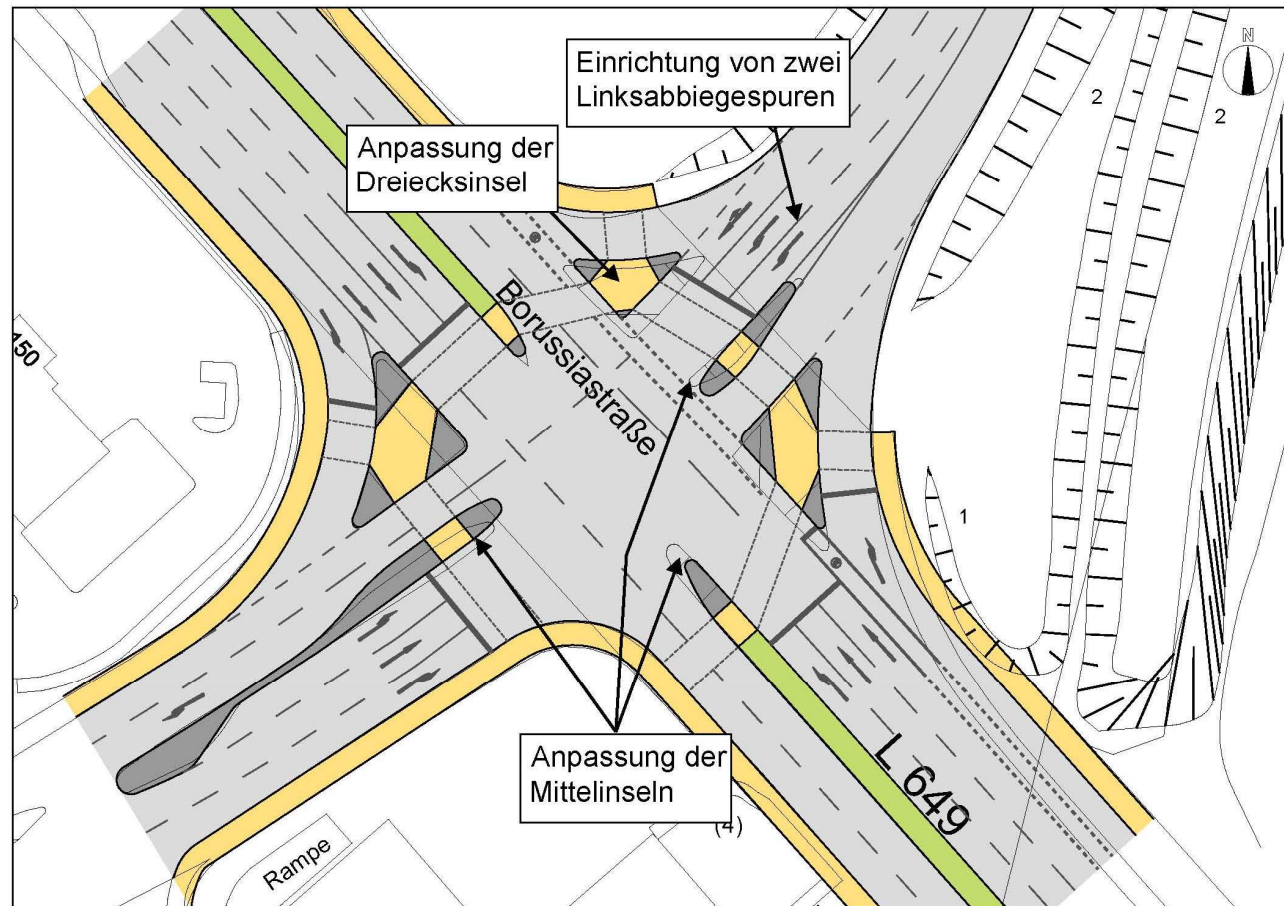 Einrichtung von zwei
Linksabbiegespuren
N
2
2
Anpassung der
Dreiecksinsel
Borussiastraße
150
1
Anpassung der
Mittelinseln
L 649
(4)
Rampe